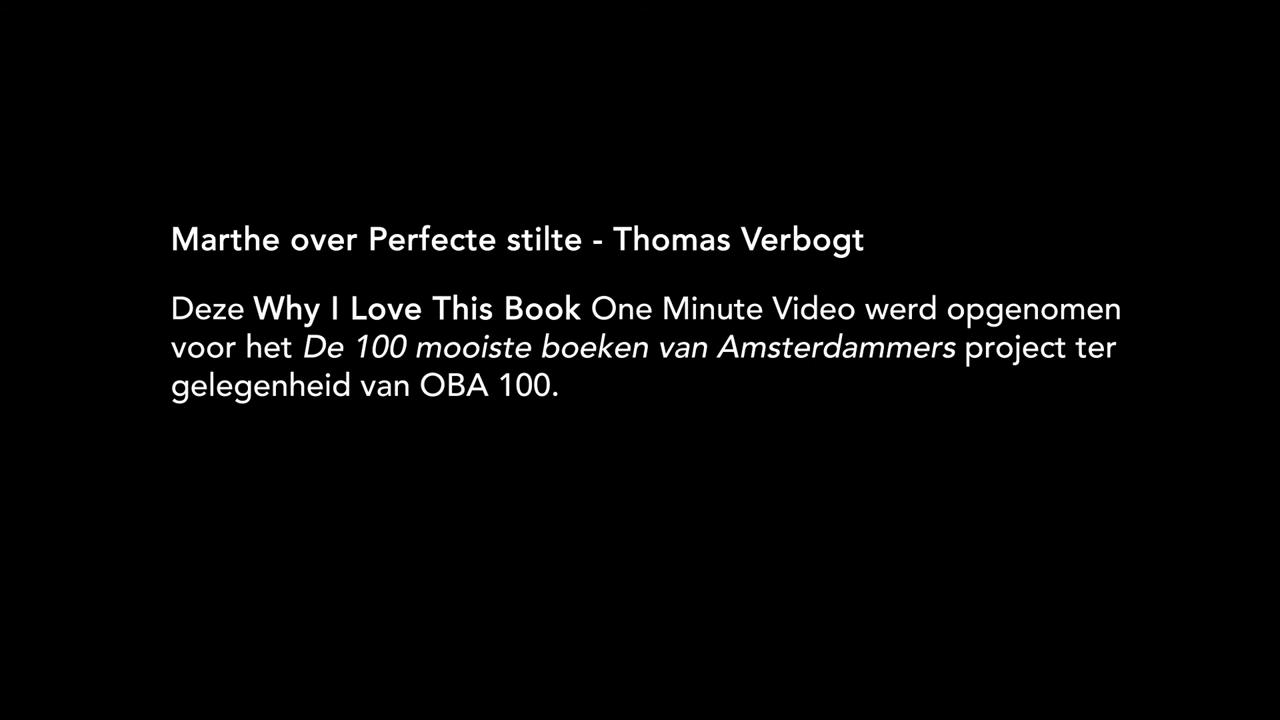 Marthe over Perfecte stilte - Thomas Verbogt
Deze Why I Love This Book One Minute Video werd opgenomen
voor het De 100 mooiste boeken van Amsterdammers project ter
gelegenheid van OBA 100.